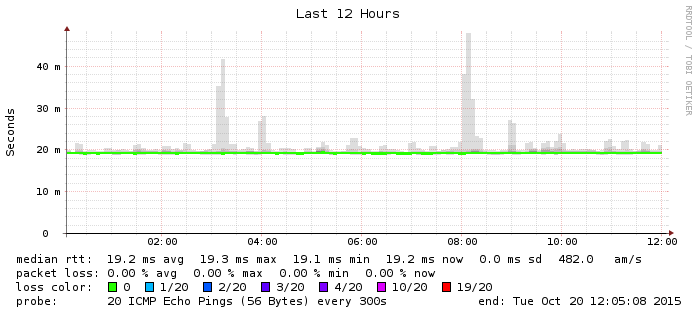 Last 12 Hours
RRDTOOL / TOBI OETIKER
Seconds
40 m
30 m
20 m
10 m
0
02:00 04:00 06:00 08:00 10:00 12:00
median rtt: 19.2 ms avg 19.3 ms max 19.1 ms min 19.2 ms now 0.0 ms sd 482.0 am/s
packet loss: 0.00 % avg 0.00 % max 0.00 % min 0.00 % now
loss color: 0 1/20 2/20 3/20 4/20 10/20 19/20
probe: 20 ICMP Echo Pings (56 Bytes) every 300s end: Tue Oct 20 12:05:08 2015